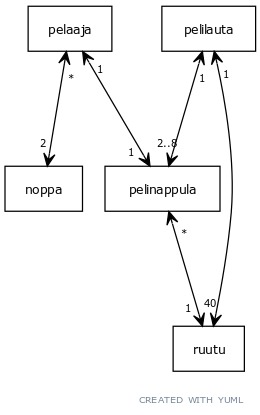 pelaaja
pelilauta
* 1 1 1
2 1 2..8
noppa
pelinappula
*
1 40
ruutu
CREATED WITH YUML